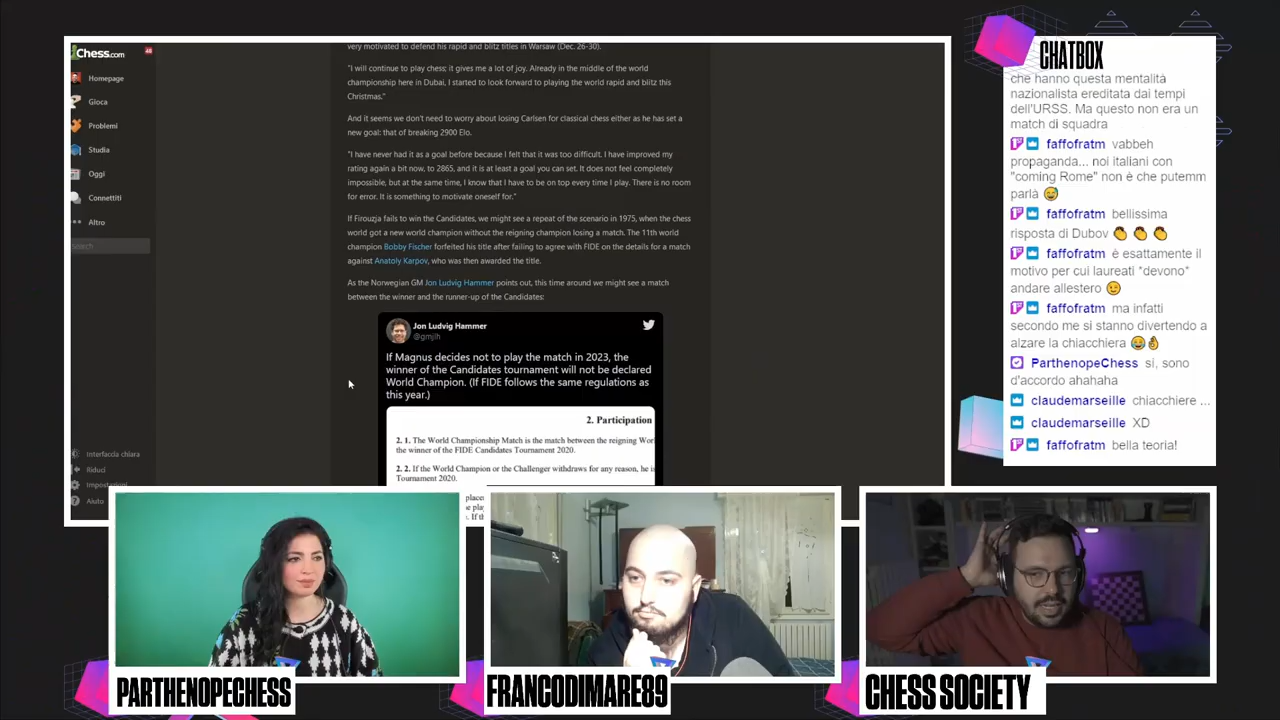 Chess.com
46
Homepage
Gioca
Problemi
Studia
Oggi
Connettiti
Altro
Search
Interfaccia chiara
Riduci
Impostazioni
Aiuto
very motivated to defend his rapid and blitz titles in Warsaw (Dec. 26-30).
"I will continue to play chess; it gives me a lot of joy. Already in the middle of the world
championship here in Dubai, I started to look forward to playing the world rapid and blitz this
Christmas."
And it seems we don't need to worry about losing Carlsen for classical chess either as he has set a
new goal: that of breaking 2900 Elo.
"I have never had it as a goal before because I felt that it was too difficult. I have improved my
rating again a bit now, to 2865, and it is at least a goal you can set. It does not feel completely
impossible, but at the same time, I know that I have to be on top every time I play. There is no room
for error. It is something to motivate oneself for."
If Firouzja fails to win the Candidates, we might see a repeat of the scenario in 1975, when the chess
world got a new world champion without the reigning champion losing a match. The 11th world
champion Bobby Fischer forfeited his title after failing to agree with FIDE on the details for a match
against Anatoly Karpov, who was then awarded the title.
As the Norwegian GM Jon Ludvig Hammer points out, this time around we might see a match
between the winner and the runner-up of the Candidates:
Jon Ludvig Hammer
@gmjlh
If Magnus decides not to play the match in 2023, the
winner of the Candidates tournament will not be declared
World Champion. (If FIDE follows the same regulations as
this year.)
2. Participation
2. 1. The World Championship Match is the match between the reigning Wor
the winner of the FIDE Candidates Tournament 2020.
2. 2. If the World Champion or the Challenger withdraws for any reason, he is
Tournament 2020.
CHATBOX
che hanno questa mentalità
nazionalista ereditata dai tempi
dell'URSS. Ma questo non era un
match di squadra
faffofratm vabbeh
propaganda... noi italiani con
"coming Rome" non è che putemm
parlà 😅
faffofratm bellissima
risposta di Dubov 👏 👏 👏
faffofratm è esattamente il
motivo per cui laureati *devono*
andare allestero 😉
faffofratm ma infatti
secondo me si stanno divertendo a
alzare la chiacchiera 😂👌
ParthenopeChess si, sono
d'accordo ahahaha
claudemarseille chiacchiere ...
claudemarseille XD
faffofratm bella teoria!
PARTHENOPECHESS
FRANCODIMARE89
CHESS SOCIETY